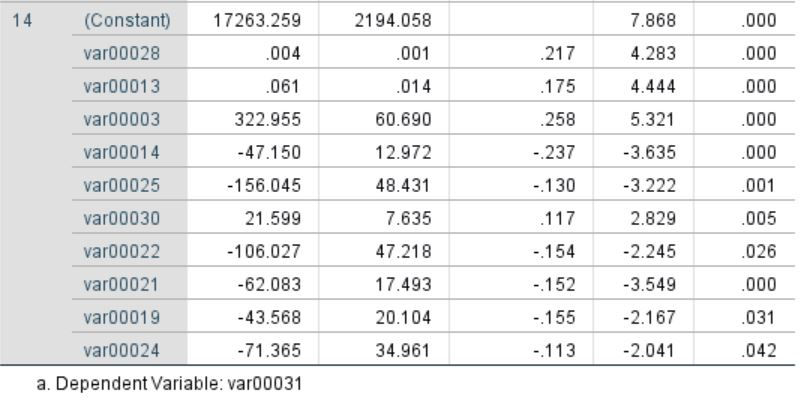 14 (Constant) 17263.259 2194.058 7.868 .000
var00028 .004 .001 .217 4.283 .000
var00013 .061 .014 .175 4.444 .000
var00003 322.955 60.690 .258 5.321 .000
var00014 -47.150 12.972 -.237 -3.635 .000
var00025 -156.045 48.431 -.130 -3.222 .001
var00030 21.599 7.635 .117 2.829 .005
var00022 -106.027 47.218 -.154 -2.245 .026
var00021 -62.083 17.493 -.152 -3.549 .000
var00019 -43.568 20.104 -.155 -2.167 .031
var00024 -71.365 34.961 -.113 -2.041 .042
a. Dependent Variable: var00031